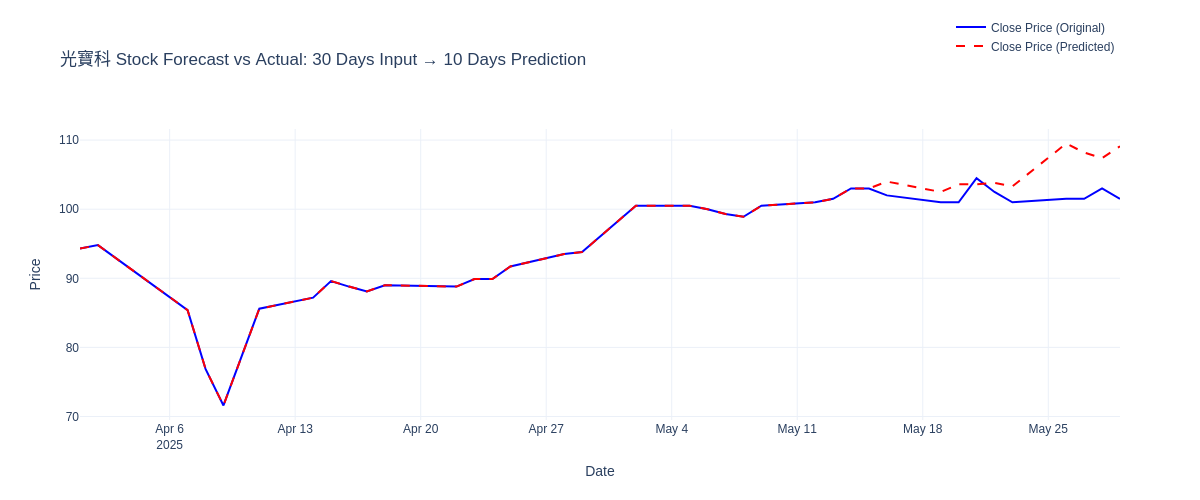 Close Price (Original)
Close Price (Predicted)
光寶科 Stock Forecast vs Actual: 30 Days Input → 10 Days Prediction
110
100
90
80
70
Price
Apr 6
2025
Apr 13
Apr 20
Apr 27
May 4
May 11
May 18
May 25
Date